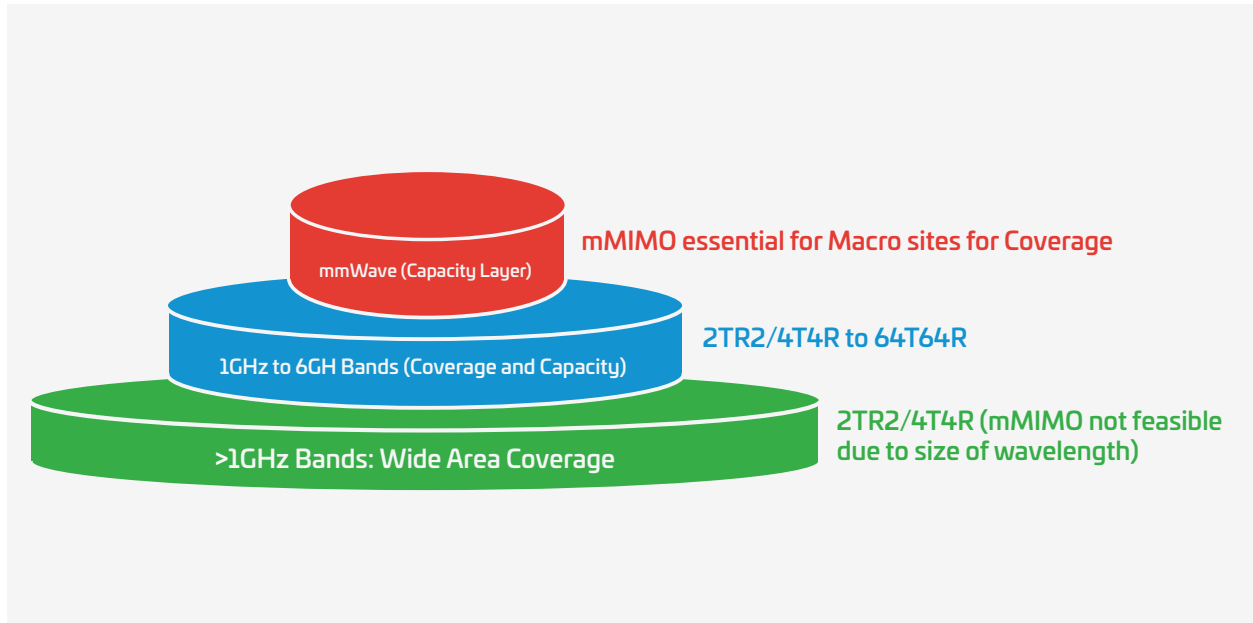 mMIMO essential for Macro sites for Coverage
mmWave (Capacity Layer)
2TR2/4T4R to 64T64R
1GHz to 6GH Bands (Coverage and Capacity)
2TR2/4T4R (mMIMO not feasible
due to size of wavelength)
>1GHz Bands: Wide Area Coverage